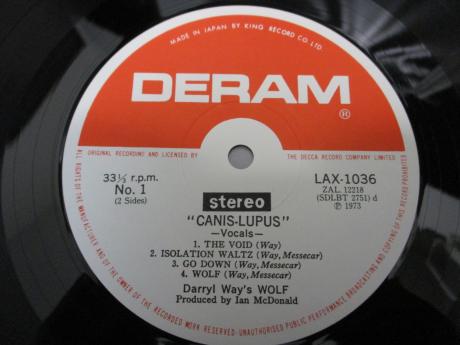 MADE IN JAPAN BY KING RECORD CO. LTD.
DERAM®
ORIGINAL RECORDING AND LICENSED BY THE DECCA RECORD COMPANY LIMITED
33⅓ r.p.m.
No. 1
(2 Sides)
stereo
LAX-1036
ZAL. 12218
(SDLBT 2751) d
℗ 1973
"CANIS-LUPUS"
—Vocals—
1. THE VOID (Way)
2. ISOLATION WALTZ (Way, Messecar)
3. GO DOWN (Way, Messecar)
4. WOLF (Way, Messecar)
Darryl Way's WOLF
Produced by Ian McDonald
ALL RIGHTS OF THE MANUFACTURER AND OF THE OWNER OF THE RECORDED WORK RESERVED-UNAUTHORISED PUBLIC PERFORMANCE BROADCASTING AND COPYING OF THIS RECORD PROHIBITED